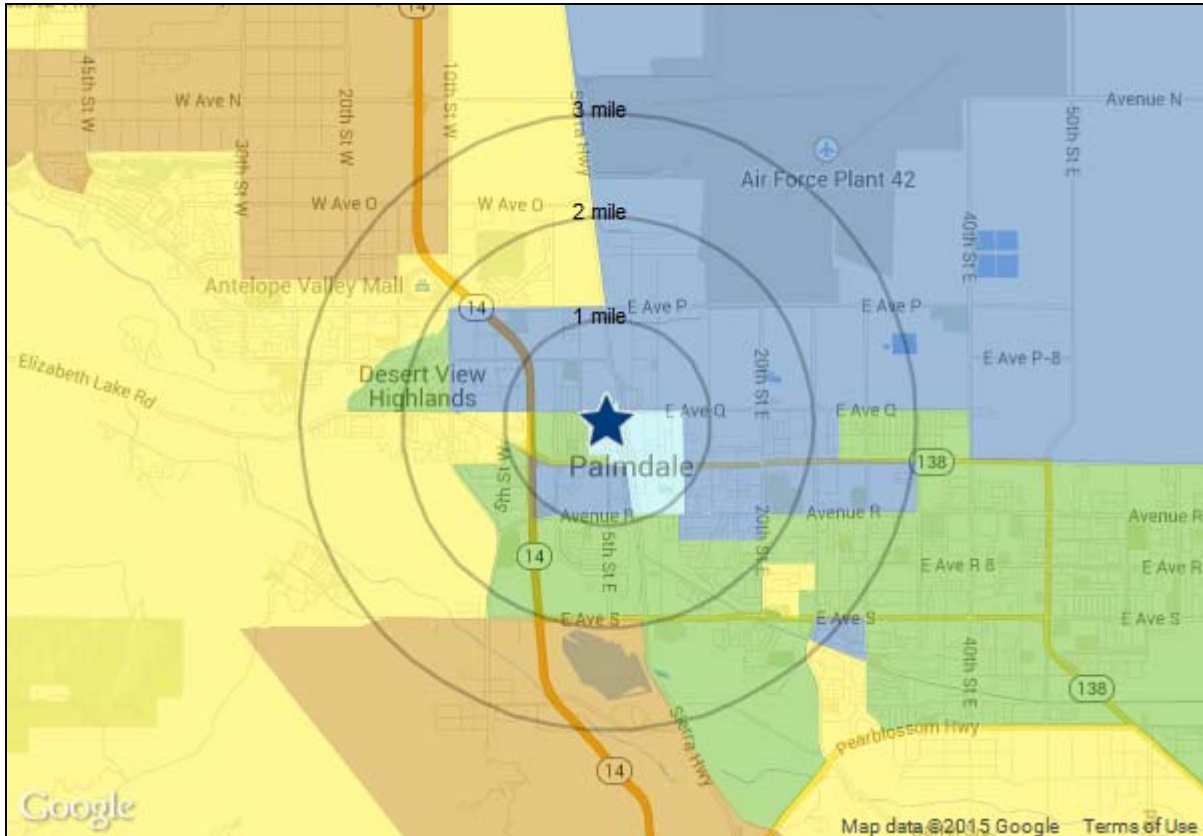 14
45th St W
20th St W
10th St W
W Ave N
Sierra Hwy
3 mile
Avenue N
50th St E
30th St W
Air Force Plant 42
W Ave O
W Ave O
2 mile
40th St E
Antelope Valley Mall
14
E Ave P
E Ave P
1 mile
Elizabeth Lake Rd
Desert View
Highlands
20th St E
E Ave P-8
E Ave Q
E Ave Q
Palmdale
138
5th St W
Avenue R
5th St E
20th St E
Avenue R
Avenue R
14
E Ave R 8
E Ave R
E Ave S
E Ave S
E Ave S
40th St E
138
Sierra Hwy
Pearblossom Hwy
14
Google
Map data ©2015 Google
Terms of Use